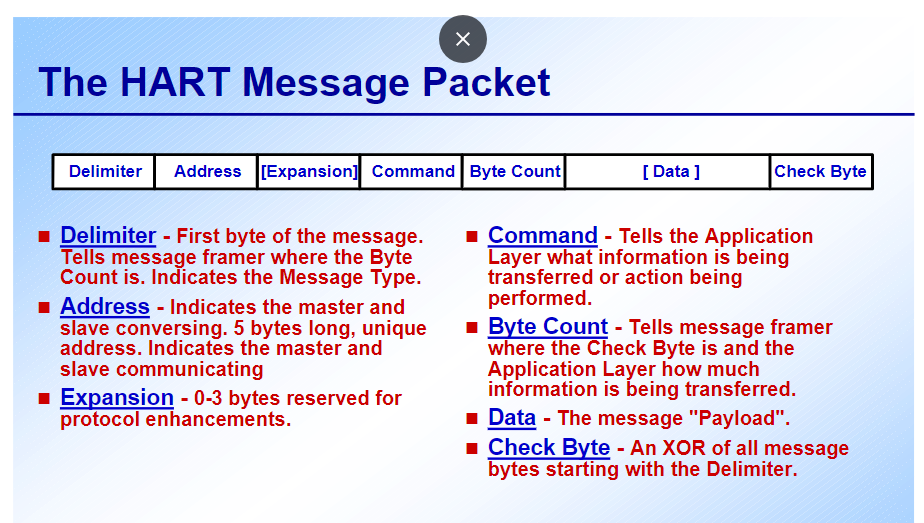 The HART Message Packet
Delimiter Address [Expansion] Command Byte Count [ Data ] Check Byte
■ Delimiter - First byte of the message.
Tells message framer where the Byte
Count is. Indicates the Message Type.
■ Address - Indicates the master and
slave conversing. 5 bytes long, unique
address. Indicates the master and
slave communicating
■ Expansion - 0-3 bytes reserved for
protocol enhancements.
■ Command - Tells the Application
Layer what information is being
transferred or action being
performed.
■ Byte Count - Tells message framer
where the Check Byte is and the
Application Layer how much
information is being transferred.
■ Data - The message "Payload".
■ Check Byte - An XOR of all message
bytes starting with the Delimiter.